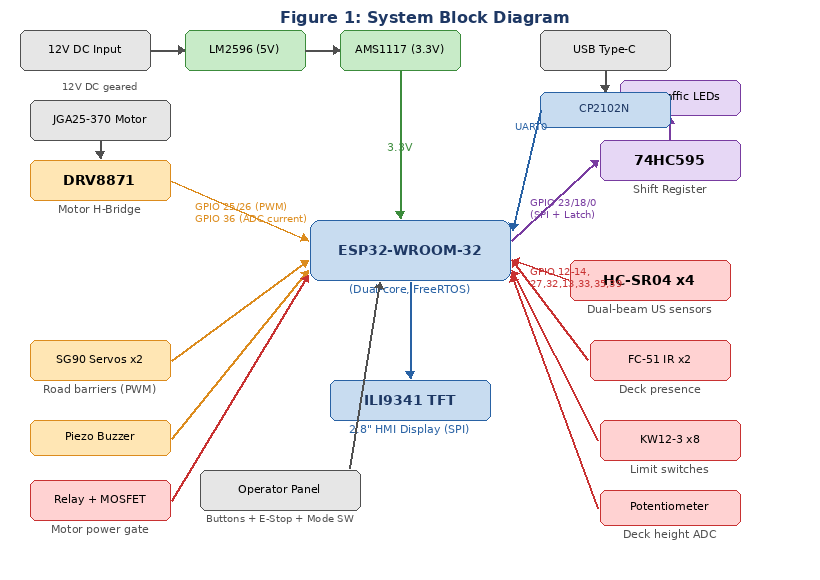 Figure 1: System Block Diagram
12V DC Input
LM2596 (5V)
AMS1117 (3.3V)
USB Type-C
12V DC geared
ffic LEDs
CP2102N
JGA25-370 Motor
UART0
3.3V
74HC595
Shift Register
DRV8871
Motor H-Bridge
GPIO 25/26 (PWM)
GPIO 36 (ADC current)
GPIO 23/18/0
(SPI + Latch)
ESP32-WROOM-32
(Dual-core, FreeRTOS)
GPIO 12-14,
HC-SR04 x4
Dual-beam US sensors
SG90 Servos x2
Road barriers (PWM)
FC-51 IR x2
Deck presence
ILI9341 TFT
2.8" HMI Display (SPI)
Piezo Buzzer
KW12-3 x8
Limit switches
Relay + MOSFET
Motor power gate
Operator Panel
Buttons + E-Stop + Mode SW
Potentiometer
Deck height ADC